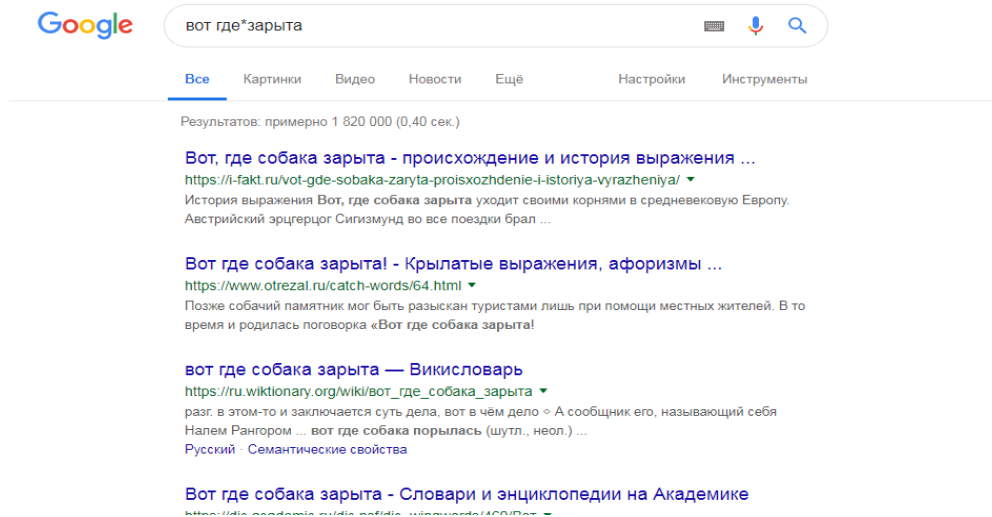 Google
вот где*зарыта
Все Картинки Видео Новости Ещё Настройки Инструменты
Результатов: примерно 1 820 000 (0,40 сек.)
Вот, где собака зарыта - происхождение и история выражения ...
https://i-fakt.ru/vot-gde-sobaka-zaryta-proisxozhdenie-i-istoriya-vyrazheniya/
История выражения Вот, где собака зарыта уходит своими корнями в средневековую Европу.
Австрийский эрцгерцог Сигизмунд во все поездки брал ...
Вот где собака зарыта! - Крылатые выражения, афоризмы ...
https://www.otrezal.ru/catch-words/64.html
Позже собачий памятник мог быть разыскан туристами лишь при помощи местных жителей. В то
время и родилась поговорка «Вот где собака зарыта!
вот где собака зарыта — Викисловарь
https://ru.wiktionary.org/wiki/вот_где_собака_зарыта
разг. в этом-то и заключается суть дела, вот в чём дело ◇ А сообщник его, называющий себя
Налем Рангором ... вот где собака порылась (шутл., неол.) ...
Русский · Семантические свойства
Вот где собака зарыта - Словари и энциклопедии на Академике